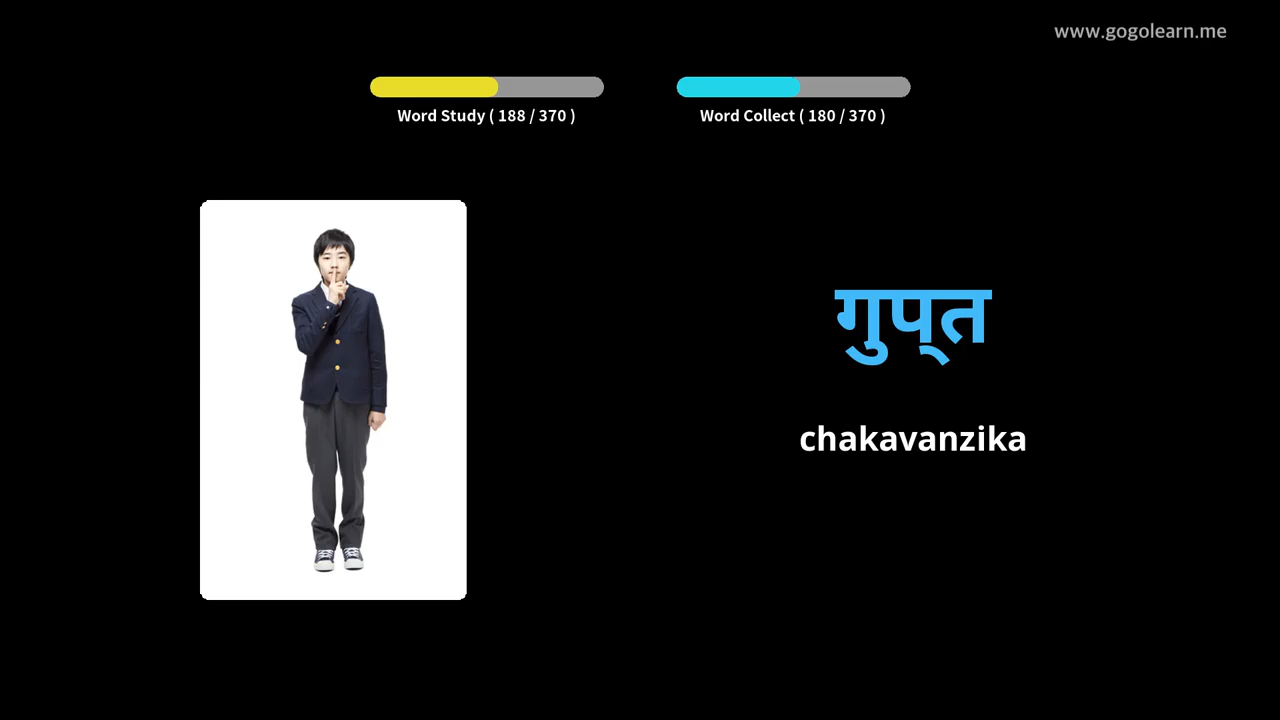 www.gogolearn.me
Word Study ( 188 / 370 )
Word Collect ( 180 / 370 )
गुप्‌त
chakavanzika